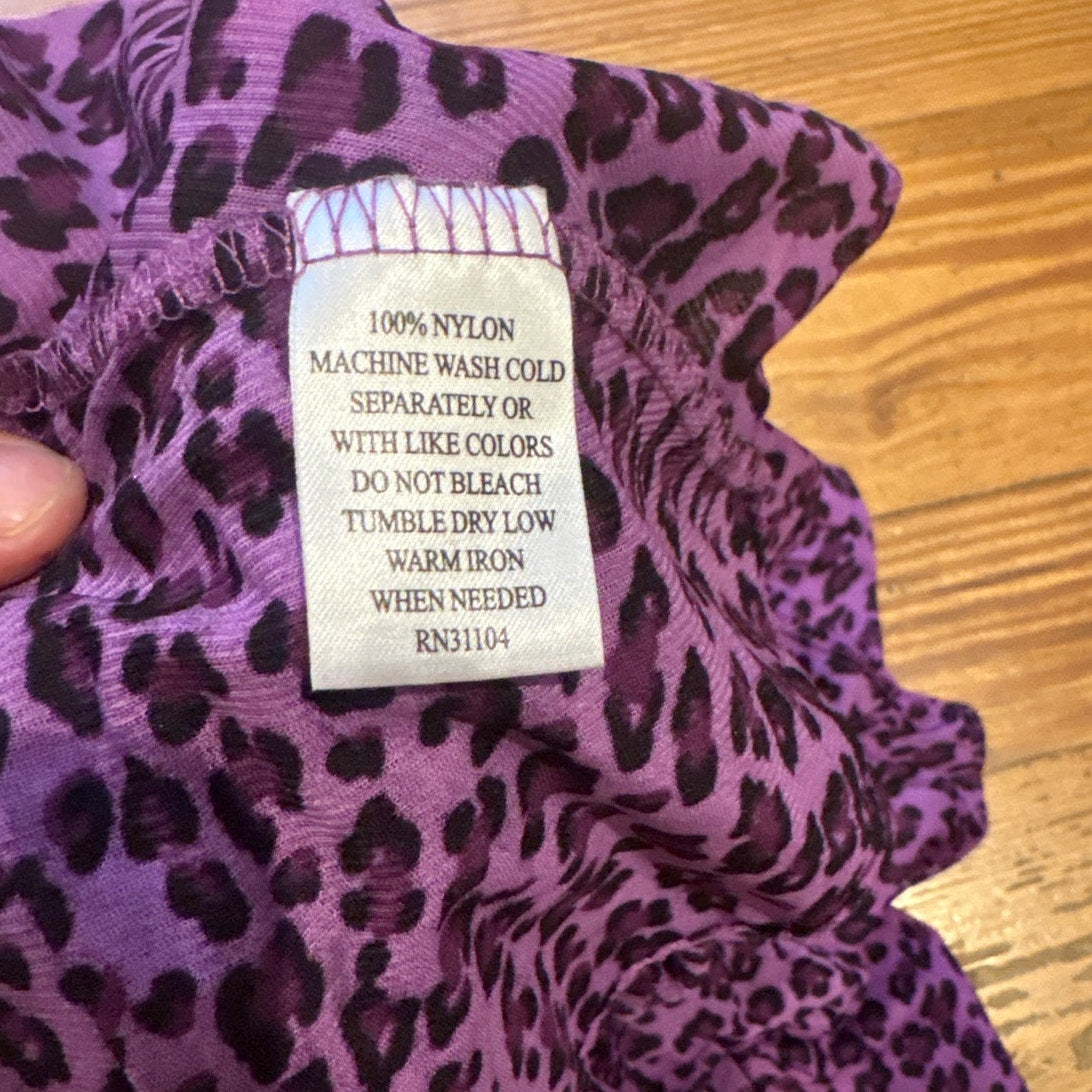 100% NYLON
MACHINE WASH COLD
SEPARATELY OR
WITH LIKE COLORS
DO NOT BLEACH
TUMBLE DRY LOW
WARM IRON
WHEN NEEDED
RN31104